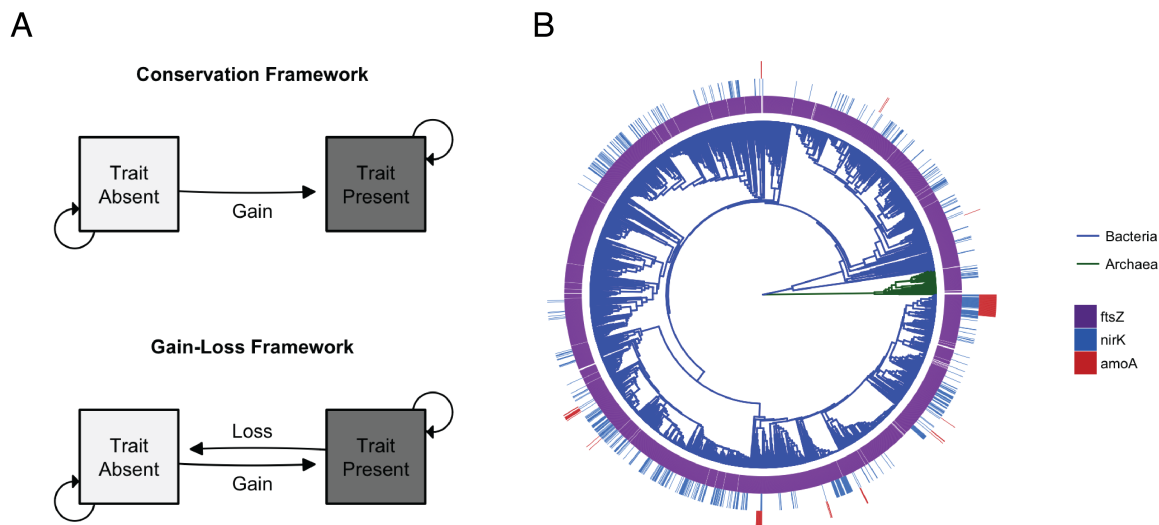 A
Conservation Framework
Trait
Absent
Gain
Trait
Present
Gain-Loss Framework
Trait
Absent
Loss
Gain
Trait
Present
B
Bacteria
Archaea
ftsZ
nirK
amoA